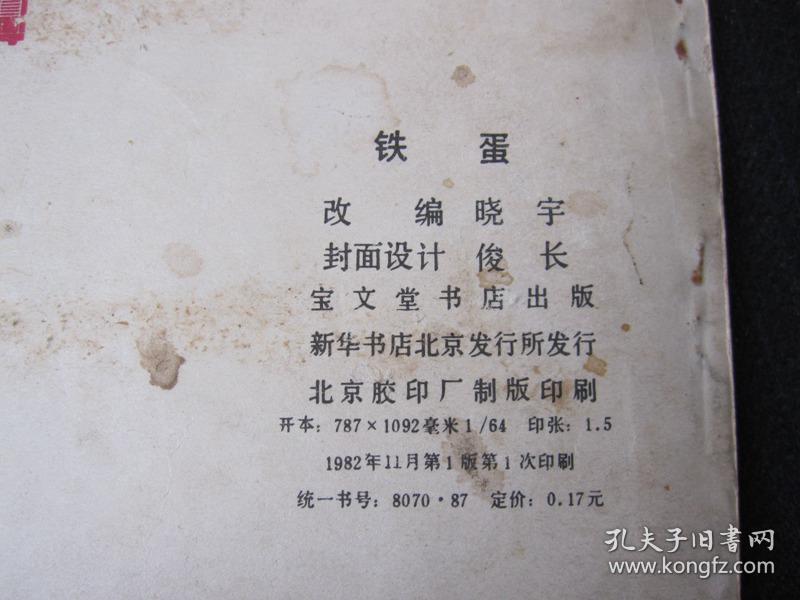 铁 蛋
改 编 晓 宇
封面设计 俊 长
宝文堂书店出版
新华书店北京发行所发行
北京胶印厂制版印刷
开本：787×1092毫米1/64 印张：1.5
1982年11月第1版第1次印刷
统一书号：8070·87 定价：0.17元
孔夫子旧书网
www.kongfz.com